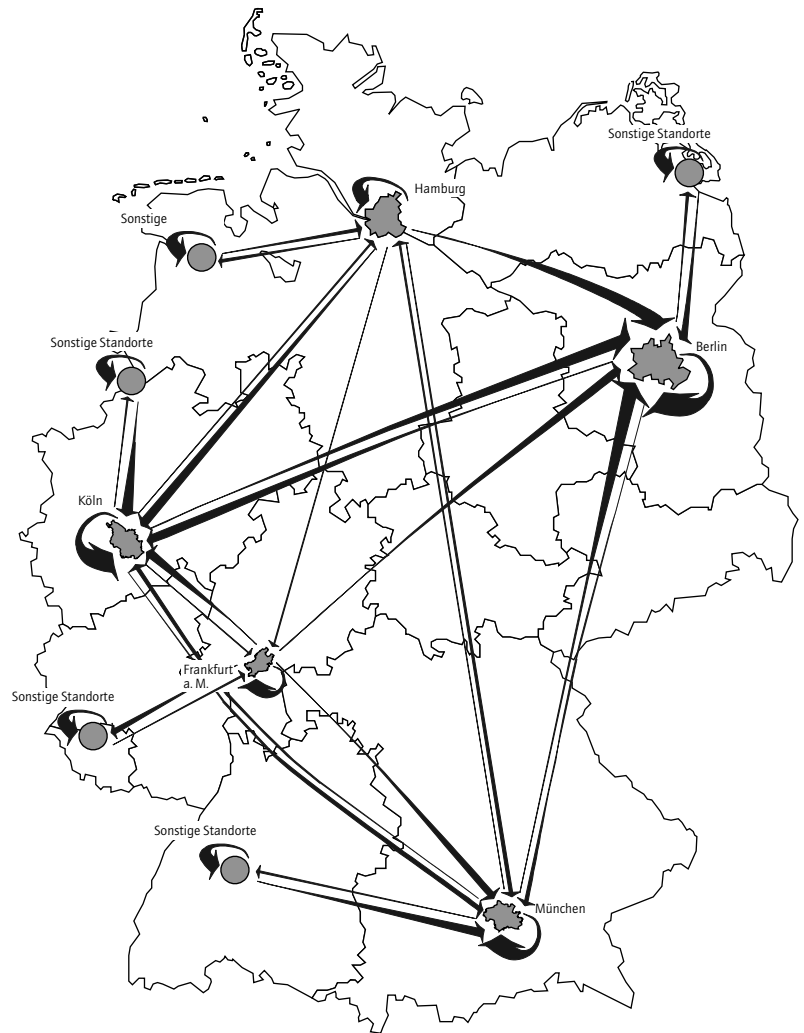 Sonstige Standorte
Hamburg
Sonstige
Sonstige Standorte
Berlin
Köln
Frankfurt
a. M.
Sonstige Standorte
Sonstige Standorte
München